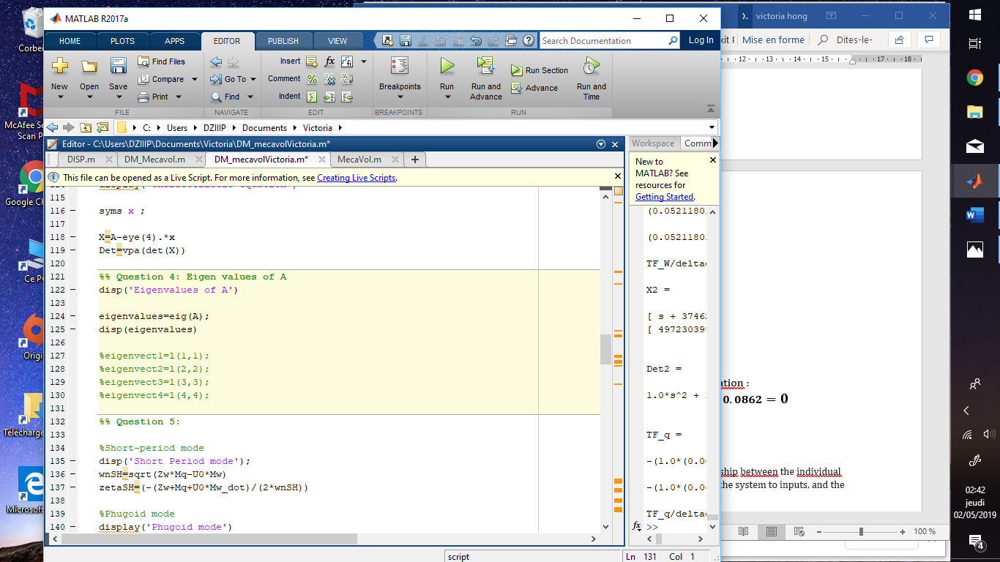 Corbei
McAfee Se
Scan P
Google Ch
Ce PC
Origi
Télécharge
Microsoft
MATLAB R2017a
HOME PLOTS APPS EDITOR PUBLISH VIEW
Search Documentation
Log In
New
Open
Save
Find Files
Compare
Print
FILE
Go To
Find
NAVIGATE
Insert
Comment
Indent
fx
EDIT
Breakpoints
BREAKPOINTS
Run
Run and
Advance
Run Section
Advance
Run and
Time
RUN
C: Users DZIIIP Documents Victoria
Editor - C:\Users\DZIIIP\Documents\Victoria\DM_mecavolVictoria.m*
DISP.m DM_Mecavol.m DM_mecavolVictoria.m* MecaVol.m +
This file can be opened as a Live Script. For more information, see Creating Live Scripts.
115
116 – syms x ;
117
118 – X=A-eye(4).*x
119 – Det=vpa(det(X))
120
121 %% Question 4: Eigen values of A
122 – disp('Eigenvalues of A')
123
124 – eigenvalues=eig(A);
125 – disp(eigenvalues)
126
127 %eigenvect1=l(1,1);
128 %eigenvect2=l(2,2);
129 %eigenvect3=l(3,3);
130 %eigenvect4=l(4,4);
131
132 %% Question 5:
133
134 %Short-period mode
135 – disp('Short Period mode');
136 – wnSH=sqrt(Zw*Mq-U0*Mw)
137 – zetaSH=(-(Zw+Mq+U0*Mw_dot)/(2*wnSH))
138
139 %Phugoid mode
140 – display('Phugoid mode')
script
Ln 131 Col 1
Workspace Comm
New to
MATLAB? See
resources for
Getting Started.
(0.0521180
(0.0521180
TF_W/delta
X2 =
[ s + 3746
[ 49723039
Det2 =
1.0*s^2 +
TF_q =
-(1.0*(0.0
-(1.0*(0.0
TF_q/delta
fx >>
victoria hong
Mise en forme
Dites-le-
12 13 14 15 17 18
ation :
0.0862 = 0
ship between the individual
the system to inputs, and the
100 %
02:42
jeudi
02/05/2019
4